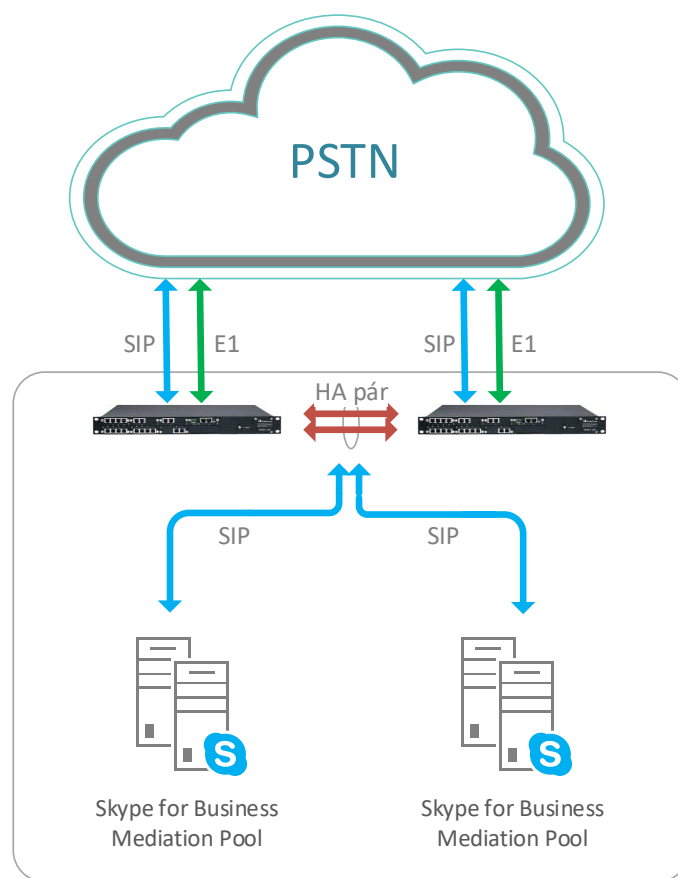 PSTN
SIP
E1
SIP
E1
HA pár
SIP
SIP
S
S
Skype for Business
Mediation Pool
Skype for Business
Mediation Pool